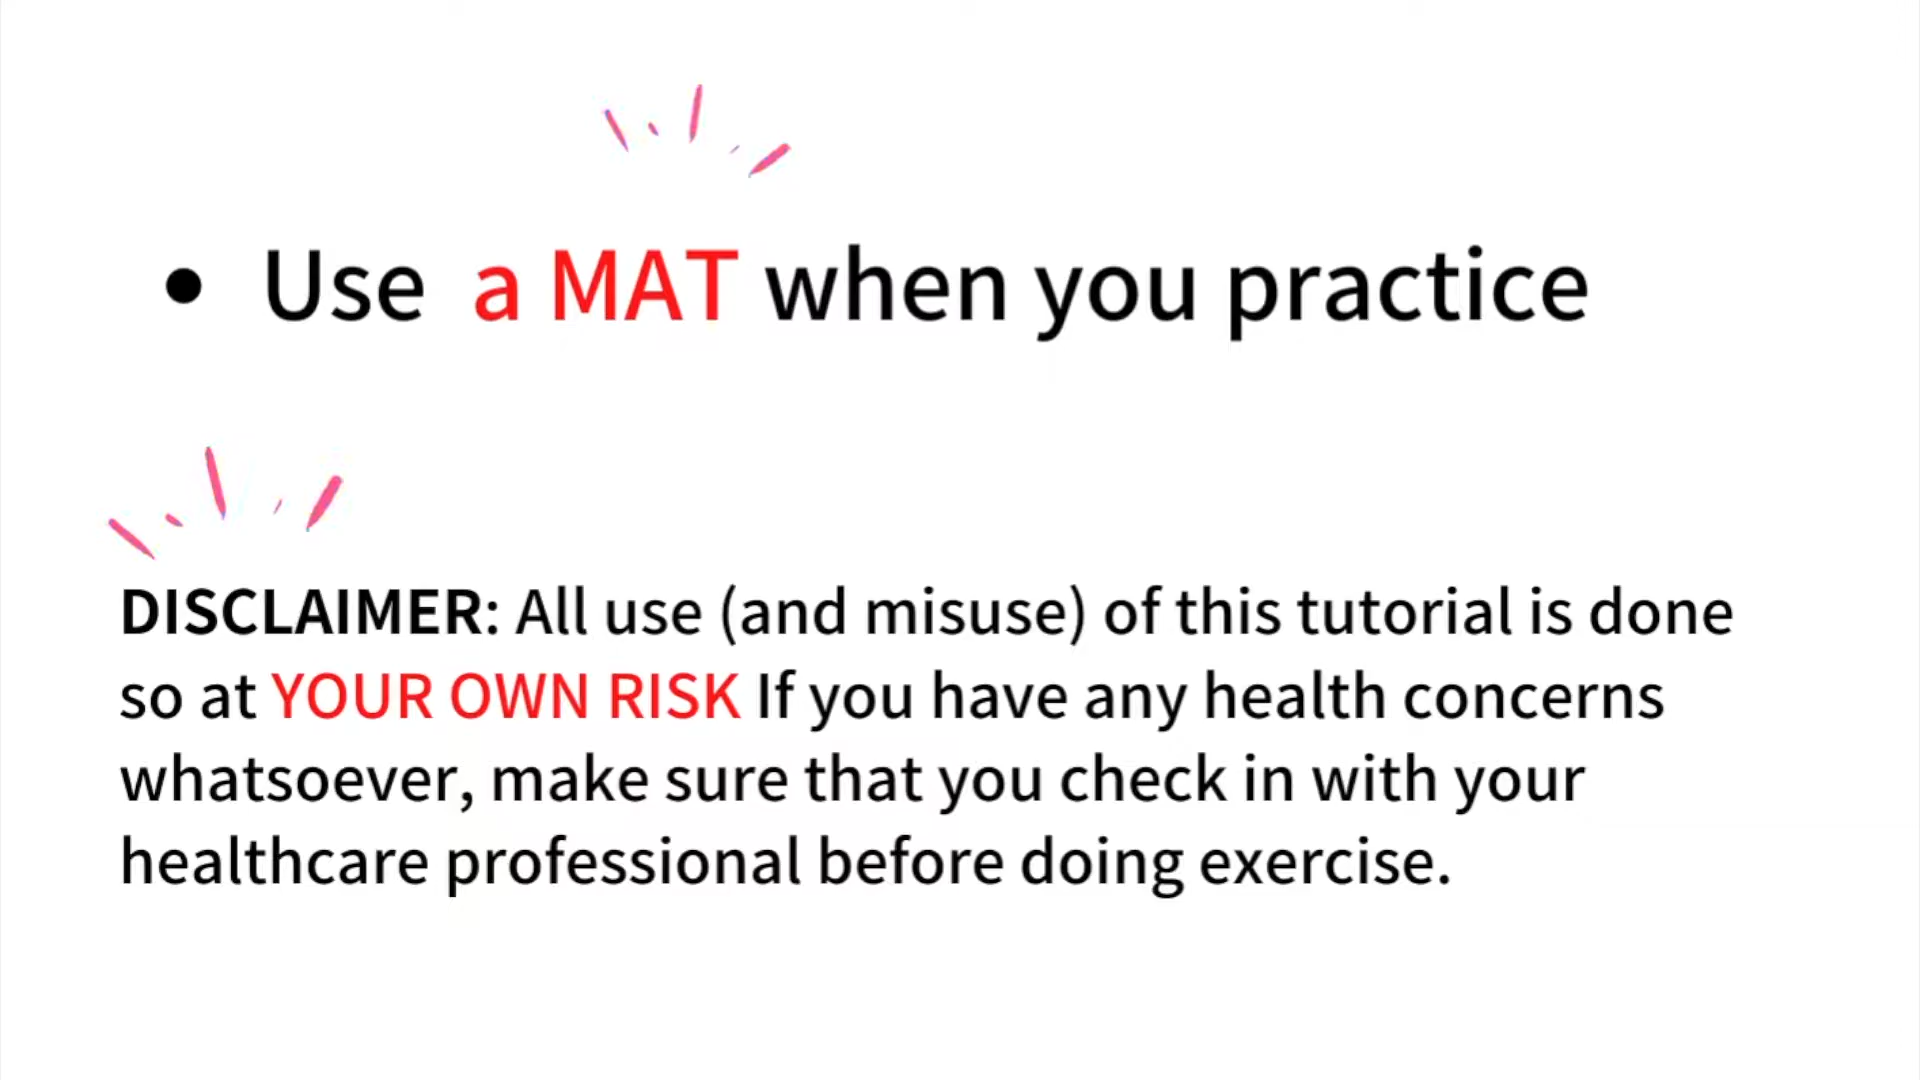 • Use a MAT when you practice
DISCLAIMER: All use (and misuse) of this tutorial is done
so at YOUR OWN RISK If you have any health concerns
whatsoever, make sure that you check in with your
healthcare professional before doing exercise.